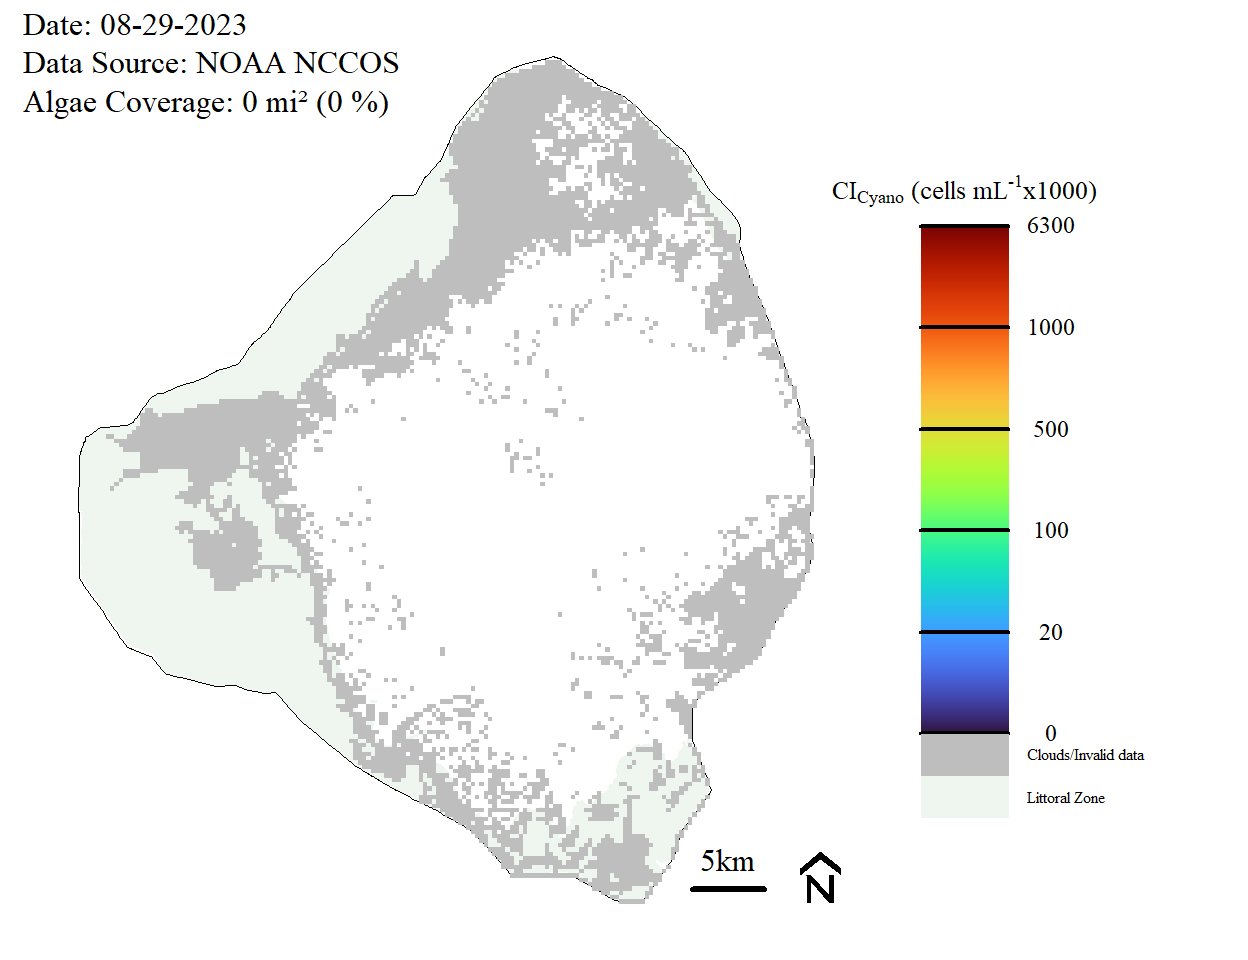 Date: 08-29-2023
Data Source: NOAA NCCOS
Algae Coverage: 0 mi² (0 %)
CICyano (cells mL-1x1000)
6300
1000
500
100
20
0
Clouds/Invalid data
Littoral Zone
5km
N